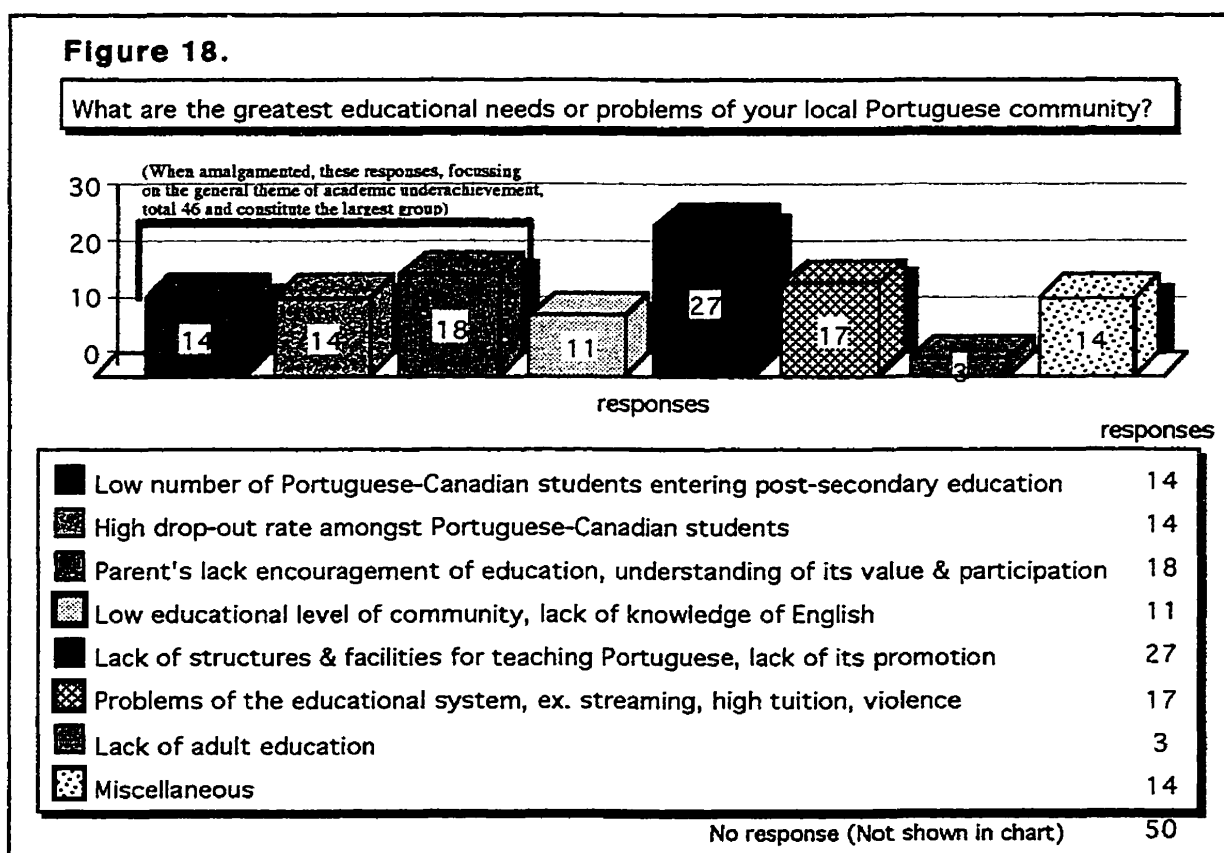 Figure 18.
What are the greatest educational needs or problems of your local Portuguese community?
(When amalgamented, these responses, focussing
on the general theme of academic underachievement,
total 46 and constitute the largest group)
30
20
10
0
14
14
18
11
27
17
3
14
responses
responses
Low number of Portuguese-Canadian students entering post-secondary education 14
High drop-out rate amongst Portuguese-Canadian students 14
Parent's lack encouragement of education, understanding of its value & participation 18
Low educational level of community, lack of knowledge of English 11
Lack of structures & facilities for teaching Portuguese, lack of its promotion 27
Problems of the educational system, ex. streaming, high tuition, violence 17
Lack of adult education 3
Miscellaneous 14
No response (Not shown in chart) 50